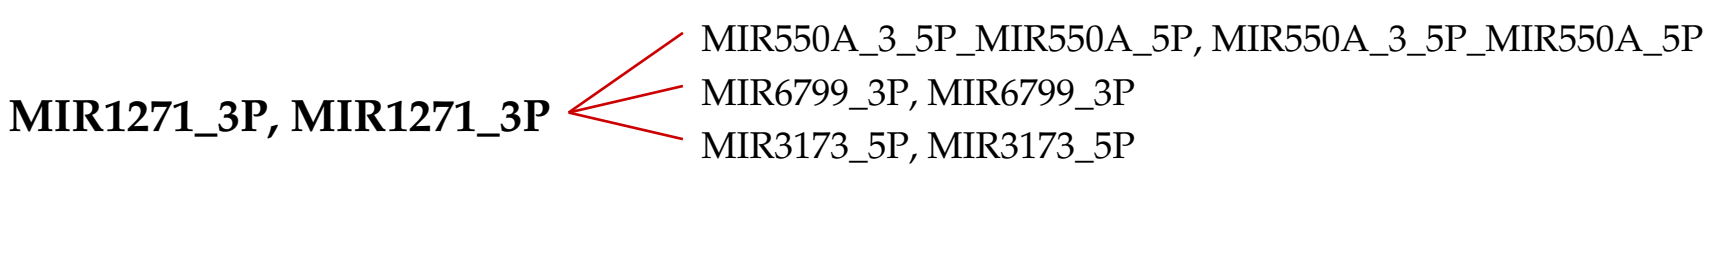 MIR550A_3_5P_MIR550A_5P, MIR550A_3_5P_MIR550A_5P
MIR6799_3P, MIR6799_3P
MIR1271_3P, MIR1271_3P
MIR3173_5P, MIR3173_5P